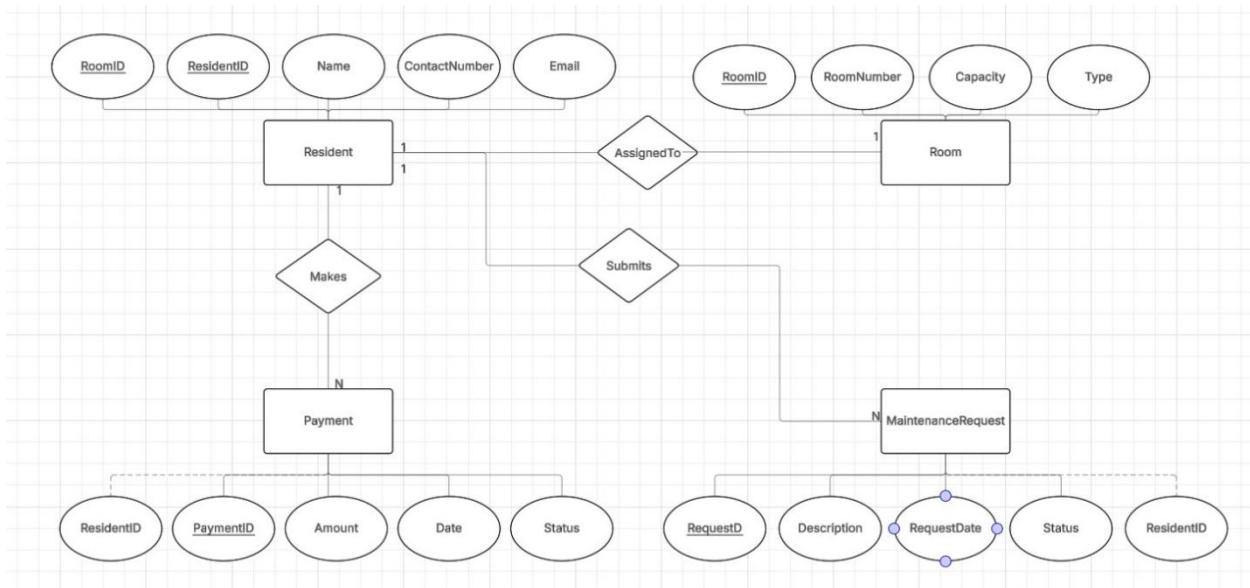 RoomID
ResidentID
Name
ContactNumber
Email
RoomID
RoomNumber
Capacity
Type
Resident
1
1
1
AssignedTo
1
Room
Makes
Submits
N
Payment
N
MaintenanceRequest
ResidentID
PaymentID
Amount
Date
Status
RequestD
Description
RequestDate
Status
ResidentID